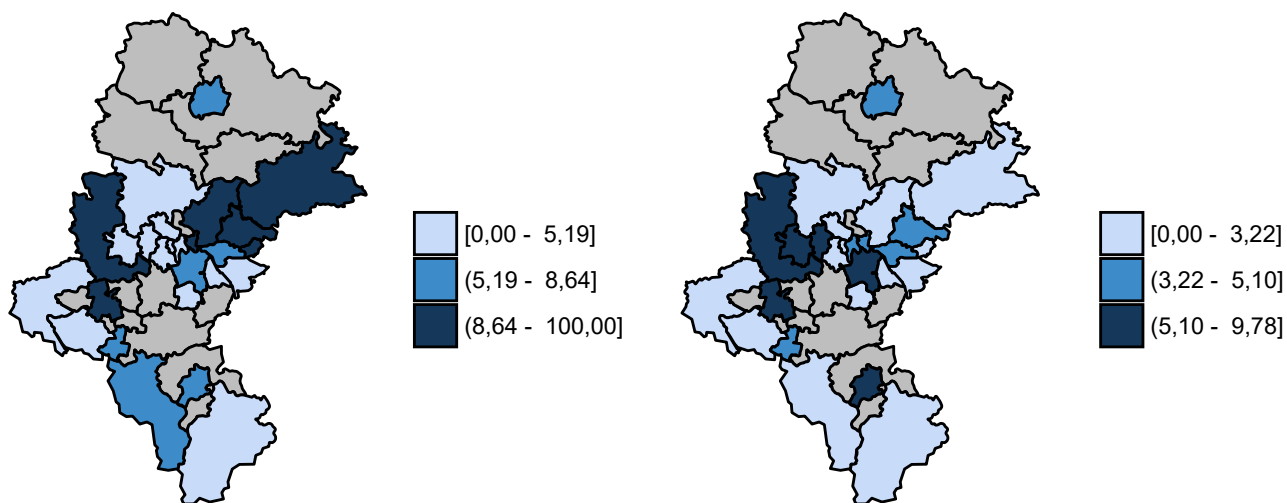 [0,00 - 5,19]
(5,19 - 8,64]
(8,64 - 100,00]
[0,00 - 3,22]
(3,22 - 5,10]
(5,10 - 9,78]